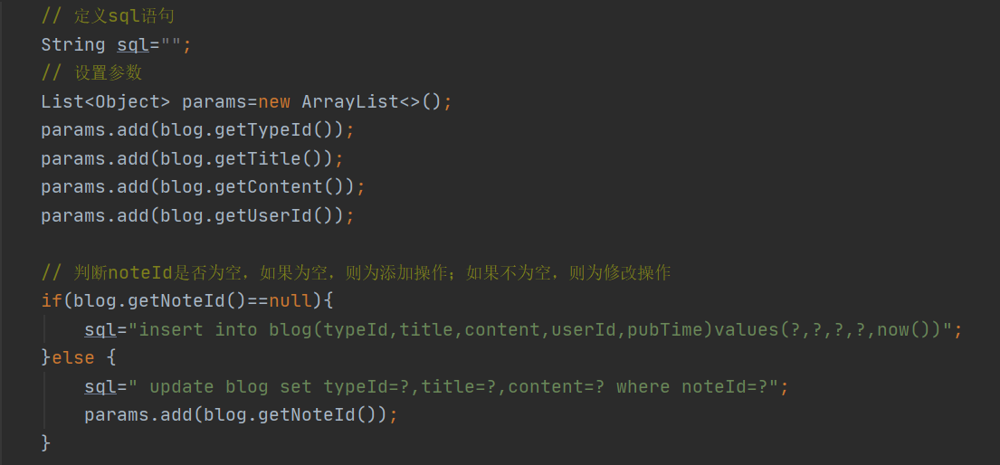 // 定义sql语句
String sql="";
// 设置参数
List<Object> params=new ArrayList<>();
params.add(blog.getTypeId());
params.add(blog.getTitle());
params.add(blog.getContent());
params.add(blog.getUserId());
// 判断noteId是否为空，如果为空，则为添加操作；如果不为空，则为修改操作
if(blog.getNoteId()==null){
sql="insert into blog(typeId,title,content,userId,pubTime)values(?,?,?,?,now())";
}else {
sql=" update blog set typeId=?,title=?,content=? where noteId=?";
params.add(blog.getNoteId());
}